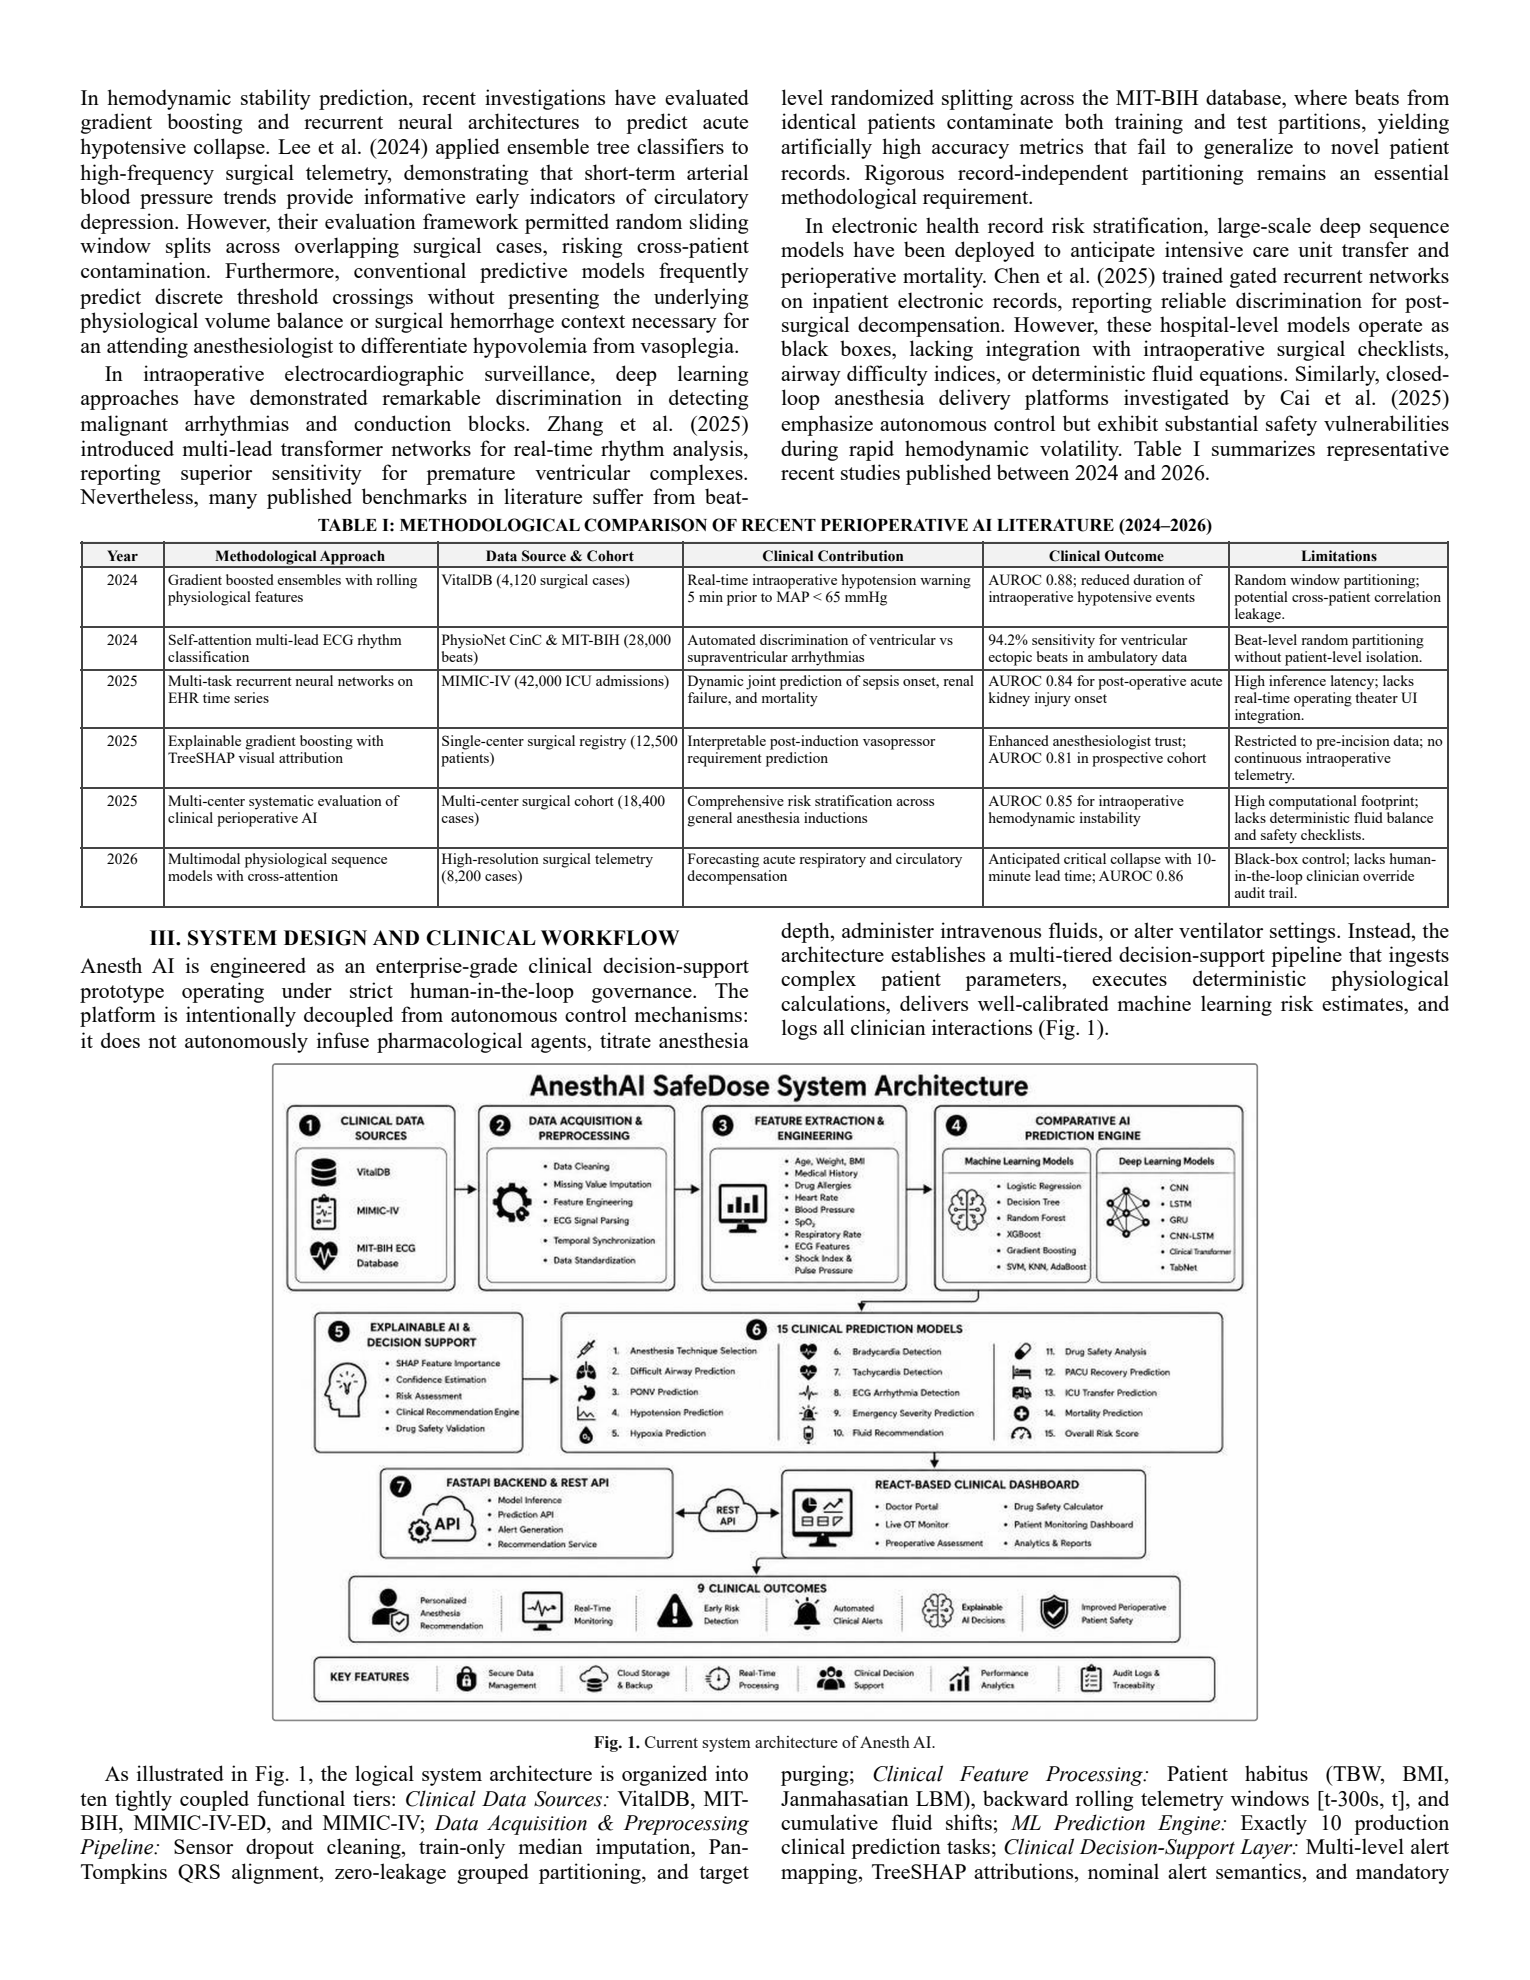 In hemodynamic stability prediction, recent investigations have evaluated
gradient boosting and recurrent neural architectures to predict acute
hypotensive collapse. Lee et al. (2024) applied ensemble tree classifiers to
high-frequency surgical telemetry, demonstrating that short-term arterial
blood pressure trends provide informative early indicators of circulatory
depression. However, their evaluation framework permitted random sliding
window splits across overlapping surgical cases, risking cross-patient
contamination. Furthermore, conventional predictive models frequently
predict discrete threshold crossings without presenting the underlying
physiological volume balance or surgical hemorrhage context necessary for
an attending anesthesiologist to differentiate hypovolemia from vasoplegia.
In intraoperative electrocardiographic surveillance, deep learning
approaches have demonstrated remarkable discrimination in detecting
malignant arrhythmias and conduction blocks. Zhang et al. (2025)
introduced multi-lead transformer networks for real-time rhythm analysis,
reporting superior sensitivity for premature ventricular complexes.
Nevertheless, many published benchmarks in literature suffer from beat-
level randomized splitting across the MIT-BIH database, where beats from
identical patients contaminate both training and test partitions, yielding
artificially high accuracy metrics that fail to generalize to novel patient
records. Rigorous record-independent partitioning remains an essential
methodological requirement.
In electronic health record risk stratification, large-scale deep sequence
models have been deployed to anticipate intensive care unit transfer and
perioperative mortality. Chen et al. (2025) trained gated recurrent networks
on inpatient electronic records, reporting reliable discrimination for post-
surgical decompensation. However, these hospital-level models operate as
black boxes, lacking integration with intraoperative surgical checklists,
airway difficulty indices, or deterministic fluid equations. Similarly, closed-
loop anesthesia delivery platforms investigated by Cai et al. (2025)
emphasize autonomous control but exhibit substantial safety vulnerabilities
during rapid hemodynamic volatility. Table I summarizes representative
recent studies published between 2024 and 2026.
TABLE I: METHODOLOGICAL COMPARISON OF RECENT PERIOPERATIVE AI LITERATURE (2024–2026)
Year Methodological Approach Data Source & Cohort Clinical Contribution Clinical Outcome Limitations
2024 Gradient boosted ensembles with rolling VitalDB (4,120 surgical cases) Real-time intraoperative hypotension warning AUROC 0.88; reduced duration of Random window partitioning;
physiological features 5 min prior to MAP < 65 mmHg intraoperative hypotensive events potential cross-patient correlation
leakage.
2024 Self-attention multi-lead ECG rhythm PhysioNet CinC & MIT-BIH (28,000 Automated discrimination of ventricular vs 94.2% sensitivity for ventricular Beat-level random partitioning
classification beats) supraventricular arrhythmias ectopic beats in ambulatory data without patient-level isolation.
2025 Multi-task recurrent neural networks on MIMIC-IV (42,000 ICU admissions) Dynamic joint prediction of sepsis onset, renal AUROC 0.84 for post-operative acute High inference latency; lacks
EHR time series failure, and mortality kidney injury onset real-time operating theater UI
integration.
2025 Explainable gradient boosting with Single-center surgical registry (12,500 Interpretable post-induction vasopressor Enhanced anesthesiologist trust; Restricted to pre-incision data; no
TreeSHAP visual attribution patients) requirement prediction AUROC 0.81 in prospective cohort continuous intraoperative
telemetry.
2025 Multi-center systematic evaluation of Multi-center surgical cohort (18,400 Comprehensive risk stratification across AUROC 0.85 for intraoperative High computational footprint;
clinical perioperative AI cases) general anesthesia inductions hemodynamic instability lacks deterministic fluid balance
and safety checklists.
2026 Multimodal physiological sequence High-resolution surgical telemetry Forecasting acute respiratory and circulatory Anticipated critical collapse with 10- Black-box control; lacks human-
models with cross-attention (8,200 cases) decompensation minute lead time; AUROC 0.86 in-the-loop clinician override
audit trail.
III. SYSTEM DESIGN AND CLINICAL WORKFLOW
Anesth AI is engineered as an enterprise-grade clinical decision-support
prototype operating under strict human-in-the-loop governance. The
platform is intentionally decoupled from autonomous control mechanisms:
it does not autonomously infuse pharmacological agents, titrate anesthesia
depth, administer intravenous fluids, or alter ventilator settings. Instead, the
architecture establishes a multi-tiered decision-support pipeline that ingests
complex patient parameters, executes deterministic physiological
calculations, delivers well-calibrated machine learning risk estimates, and
logs all clinician interactions (Fig. 1).
AnesthAI SafeDose System Architecture
1 CLINICAL DATA
SOURCES
VitalDB
MIMIC-IV
MIT-BIH ECG
Database
2 DATA ACQUISITION &
PREPROCESSING
• Data Cleaning
• Missing Value Imputation
• Feature Engineering
• ECG Signal Parsing
• Temporal Synchronization
• Data Standardization
3 FEATURE EXTRACTION &
ENGINEERING
• Age, Weight, BMI
• Medical History
• Drug Allergies
• Heart Rate
• Blood Pressure
• SpO₂
• Respiratory Rate
• ECG Features
• Shock Index &
Pulse Pressure
4 COMPARATIVE AI
PREDICTION ENGINE
Machine Learning Models
• Logistic Regression
• Decision Tree
• Random Forest
• XGBoost
• Gradient Boosting
• SVM, KNN, AdaBoost
Deep Learning Models
• CNN
• LSTM
• GRU
• CNN-LSTM
• Clinical Transformer
• TabNet
5 EXPLAINABLE AI &
DECISION SUPPORT
• SHAP Feature Importance
• Confidence Estimation
• Risk Assessment
• Clinical Recommendation Engine
• Drug Safety Validation
6 15 CLINICAL PREDICTION MODELS
1. Anesthesia Technique Selection
2. Difficult Airway Prediction
3. PONV Prediction
4. Hypotension Prediction
5. Hypoxia Prediction
6. Bradycardia Detection
7. Tachycardia Detection
8. ECG Arrhythmia Detection
9. Emergency Severity Prediction
10. Fluid Recommendation
11. Drug Safety Analysis
12. PACU Recovery Prediction
13. ICU Transfer Prediction
14. Mortality Prediction
15. Overall Risk Score
7 FASTAPI BACKEND & REST API
API
• Model Inference
• Prediction API
• Alert Generation
• Recommendation Service
REST
API
REACT-BASED CLINICAL DASHBOARD
• Doctor Portal
• Live OT Monitor
• Preoperative Assessment
• Drug Safety Calculator
• Patient Monitoring Dashboard
• Analytics & Reports
9 CLINICAL OUTCOMES
Personalized
Anesthesia
Recommendation
Real-Time
Monitoring
Early Risk
Detection
Automated
Clinical Alerts
Explainable
AI Decisions
Improved Perioperative
Patient Safety
KEY FEATURES
Secure Data
Management
Cloud Storage
& Backup
Real-Time
Processing
Clinical Decision
Support
Performance
Analytics
Audit Logs &
Traceability
Fig. 1. Current system architecture of Anesth AI.
As illustrated in Fig. 1, the logical system architecture is organized into
ten tightly coupled functional tiers: Clinical Data Sources: VitalDB, MIT-
BIH, MIMIC-IV-ED, and MIMIC-IV; Data Acquisition & Preprocessing
Pipeline: Sensor dropout cleaning, train-only median imputation, Pan-
Tompkins QRS alignment, zero-leakage grouped partitioning, and target
purging; Clinical Feature Processing: Patient habitus (TBW, BMI,
Janmahasatian LBM), backward rolling telemetry windows [t-300s, t], and
cumulative fluid shifts; ML Prediction Engine: Exactly 10 production
clinical prediction tasks; Clinical Decision-Support Layer: Multi-level alert
mapping, TreeSHAP attributions, nominal alert semantics, and mandatory